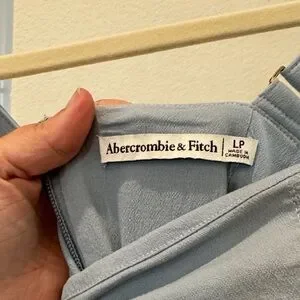 Abercrombie & Fitch
LP
MADE IN
CAMBODIA